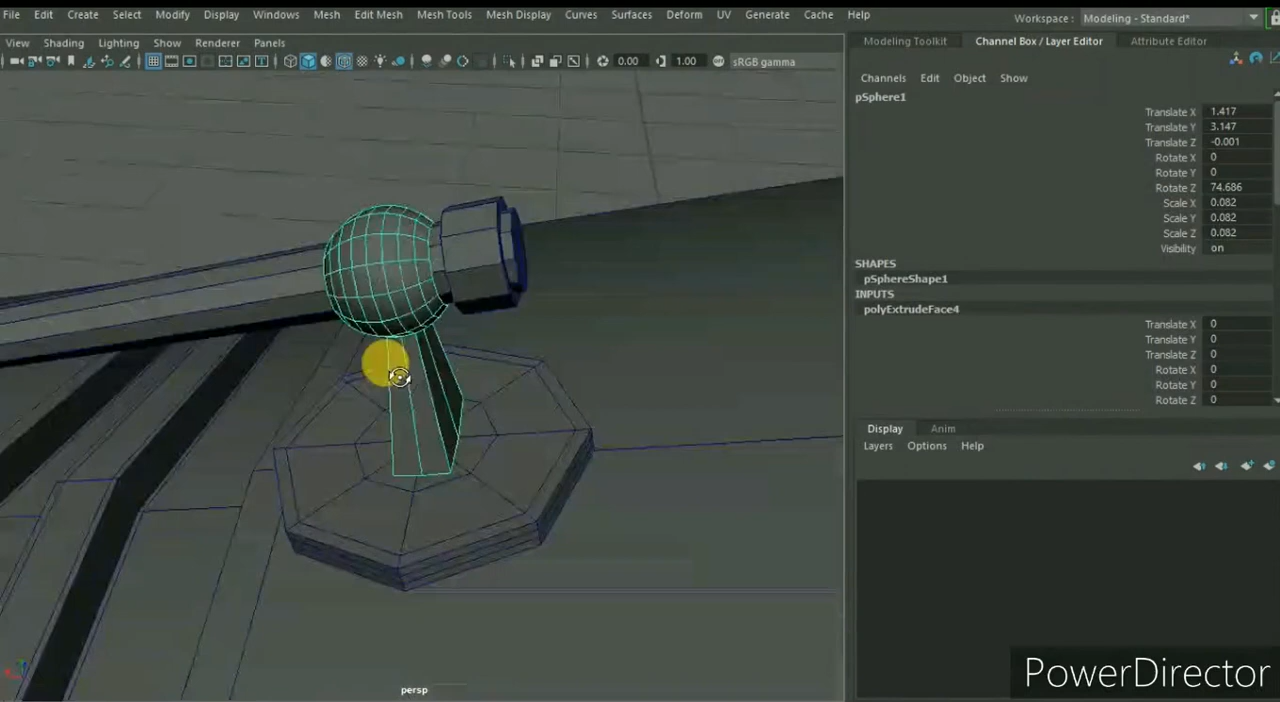 File Edit Create Select Modify Display Windows Mesh Edit Mesh Mesh Tools Mesh Display Curves Surfaces Deform UV Generate Cache Help
Workspace : Modeling - Standard*
View Shading Lighting Show Renderer Panels
0.00 1.00 sRGB gamma
Modeling Toolkit Channel Box / Layer Editor Attribute Editor
Channels Edit Object Show
pSphere1
Translate X 1.417
Translate Y 3.147
Translate Z -0.001
Rotate X 0
Rotate Y 0
Rotate Z 74.686
Scale X 0.082
Scale Y 0.082
Scale Z 0.082
Visibility on
SHAPES
pSphereShape1
INPUTS
polyExtrudeFace4
Translate X 0
Translate Y 0
Translate Z 0
Rotate X 0
Rotate Y 0
Rotate Z 0
Display Anim
Layers Options Help
persp
PowerDirector